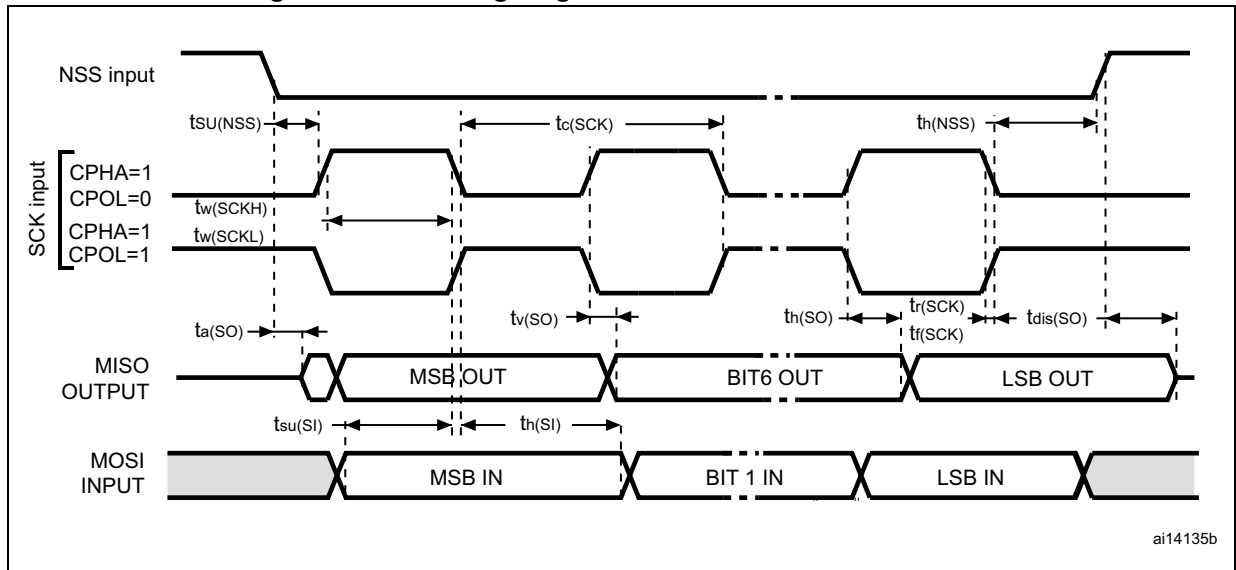 NSS input
tSU(NSS)
tc(SCK)
th(NSS)
SCK input
CPHA=1
CPOL=0
tw(SCKH)
CPHA=1
tw(SCKL)
CPOL=1
ta(SO)
tv(SO)
th(SO)
tr(SCK)
tf(SCK)
tdis(SO)
MISO
OUTPUT
MSB OUT
BIT6 OUT
LSB OUT
tsu(SI)
th(SI)
MOSI
INPUT
MSB IN
BIT 1 IN
LSB IN
ai14135b